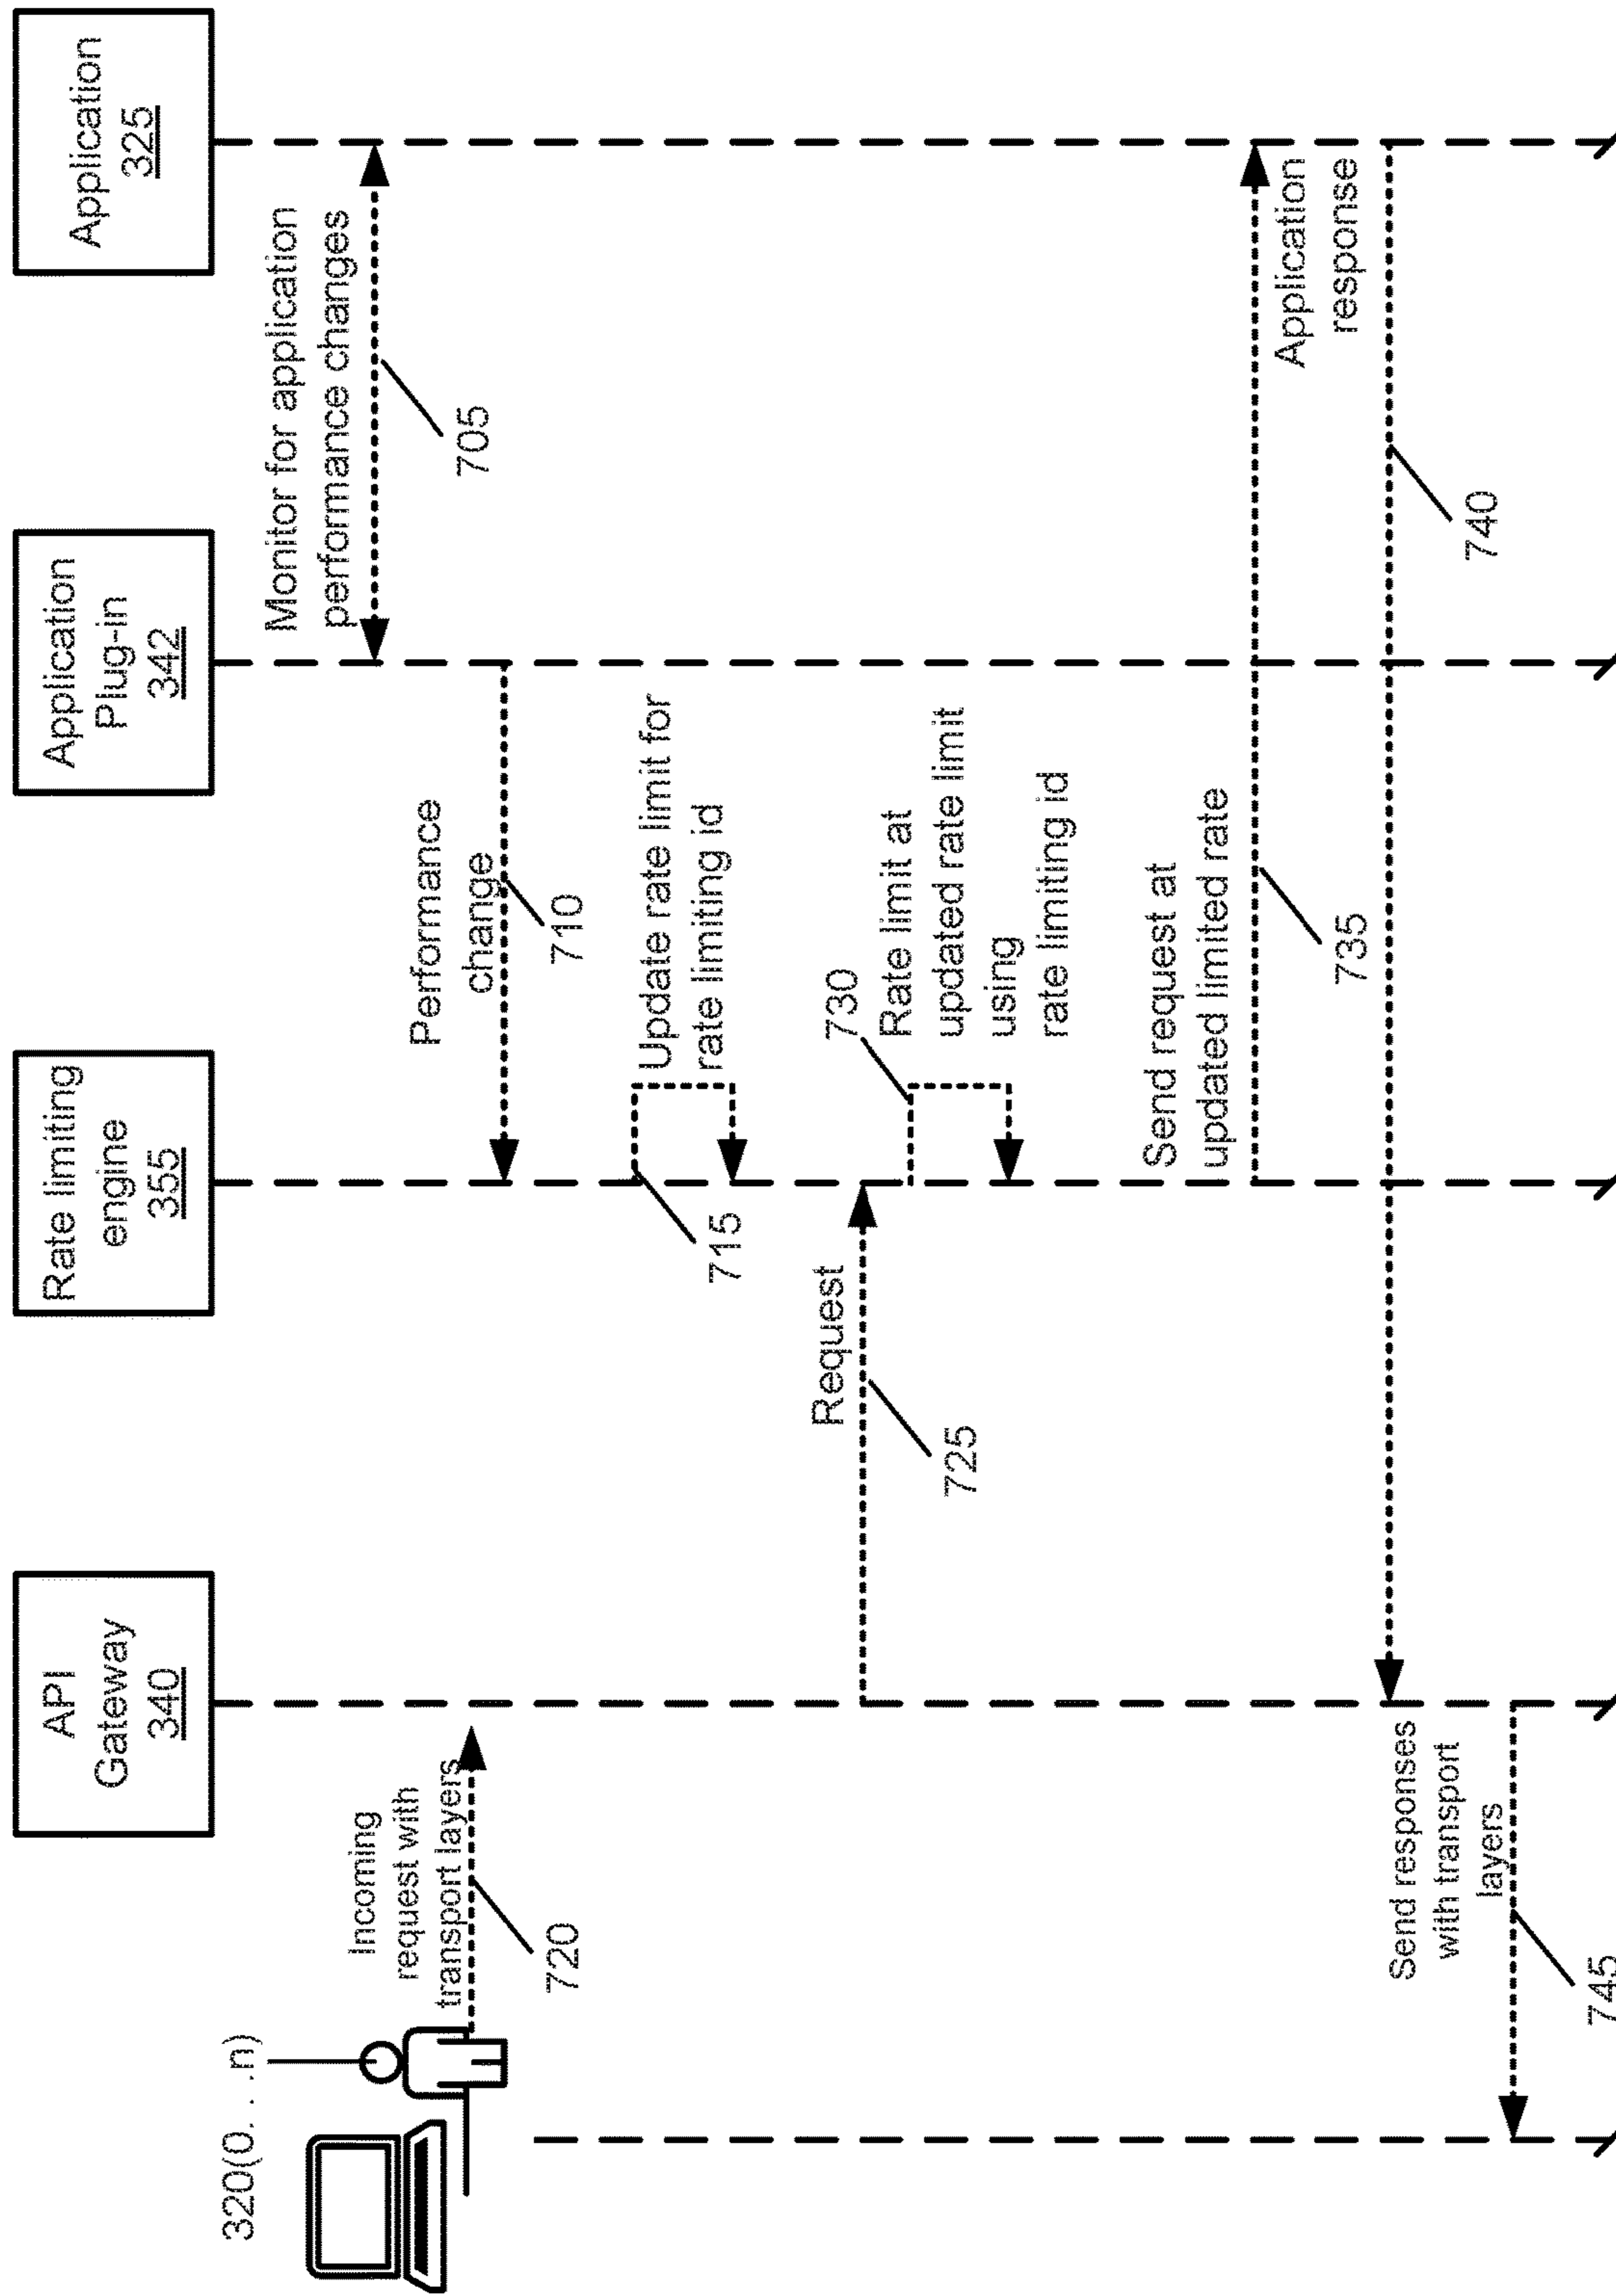 320(0. . .n)
API
Gateway
340
Rate limiting
engine
355
Application
Plug-in
342
Application
325
Monitor for application
performance changes
705
Performance
change
710
Update rate limit for
rate limiting id
715
Incoming
request with
transport layers
720
Request
725
730
Rate limit at
updated rate limit
using
rate limiting id
Send request at
updated limited rate
735
Application
response
740
Send responses
with transport
layers
745